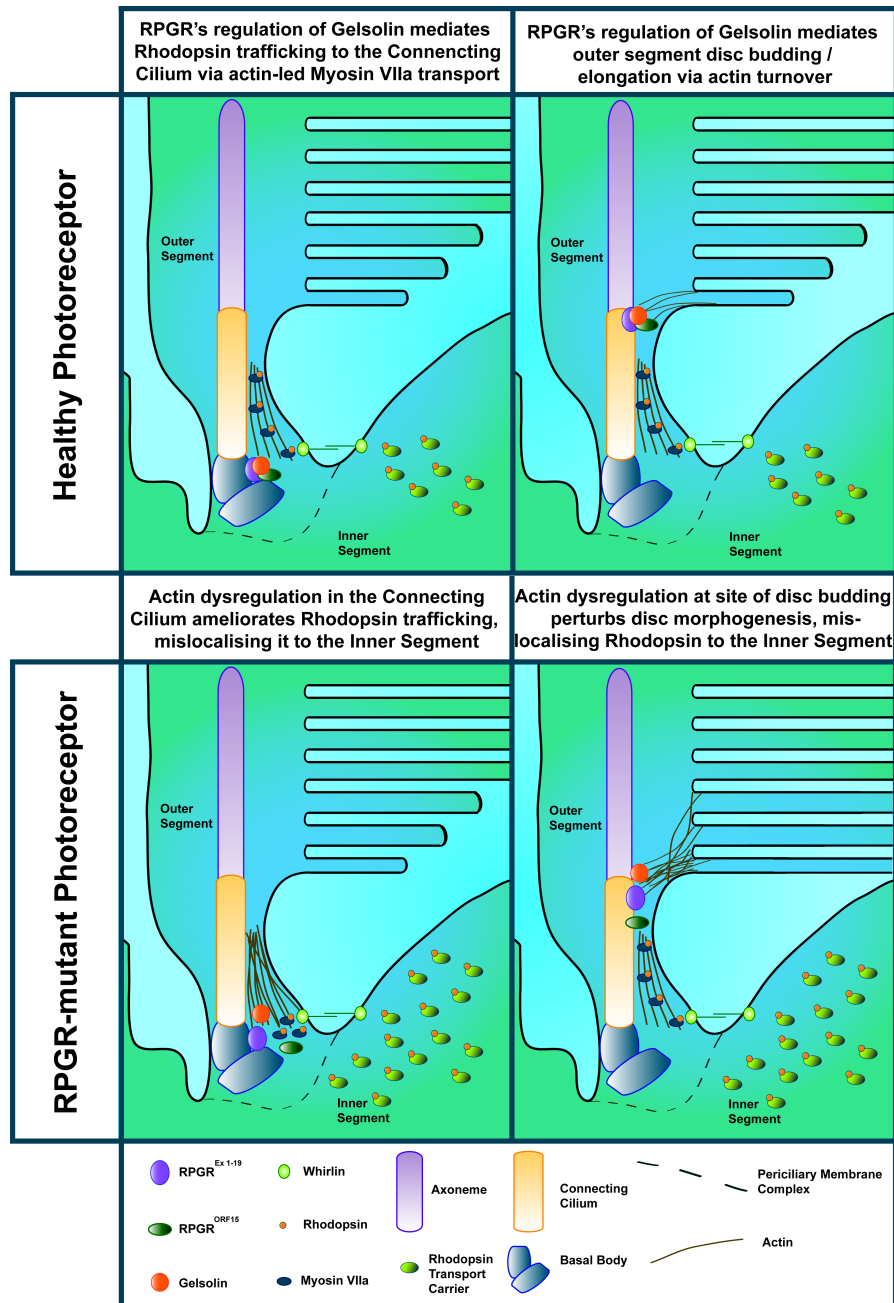 RPGR's regulation of Gelsolin mediates
Rhodopsin trafficking to the Connencting
Cilium via actin-led Myosin VIIa transport
RPGR's regulation of Gelsolin mediates
outer segment disc budding /
elongation via actin turnover
Healthy Photoreceptor
Outer
Segment
Inner
Segment
Outer
Segment
Inner
Segment
Actin dysregulation in the Connecting
Cilium ameliorates Rhodopsin trafficking,
mislocalising it to the Inner Segment
Actin dysregulation at site of disc budding
perturbs disc morphogenesis, mis-
localising Rhodopsin to the Inner Segment
RPGR-mutant Photoreceptor
Outer
Segment
Inner
Segment
Outer
Segment
Inner
Segment
RPGR Ex 1-19
Whirlin
Axoneme
Connecting
Cilium
Periciliary Membrane
Complex
RPGR ORF15
Rhodopsin
Actin
Gelsolin
Myosin VIIa
Rhodopsin
Transport
Carrier
Basal Body